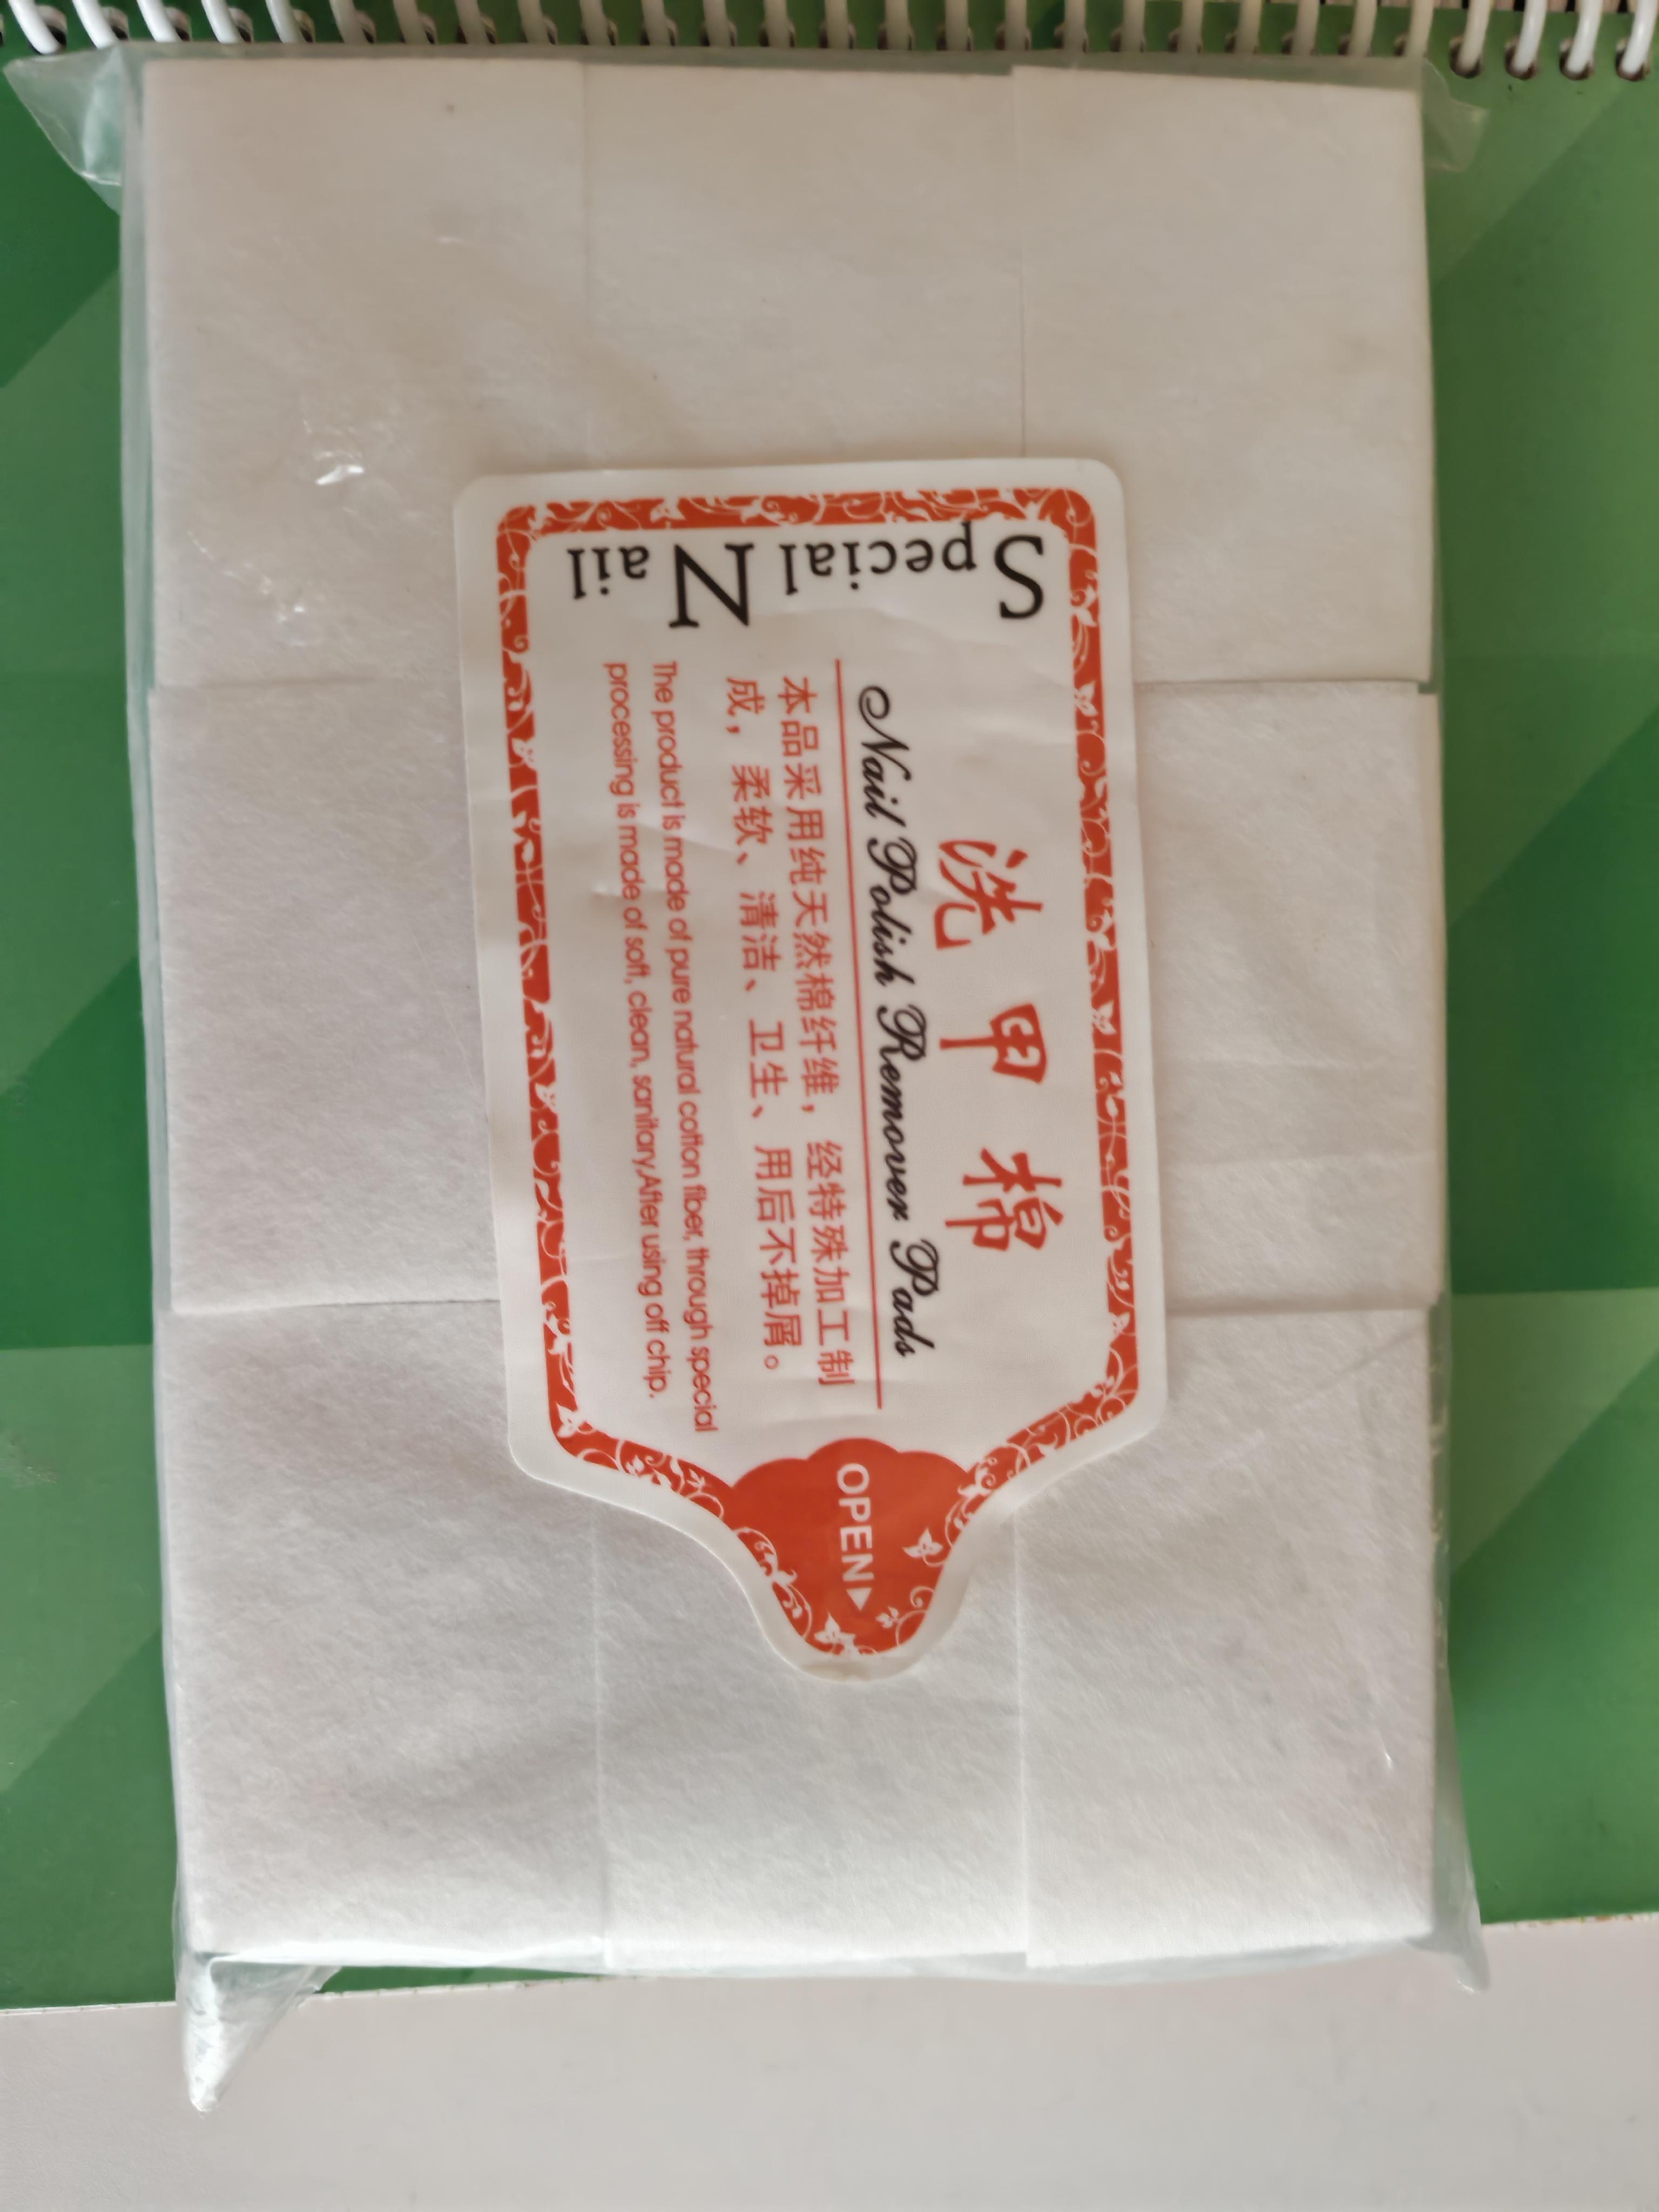 Special Nail
洗甲棉
Nail Polish Remover Pads
本品采用纯天然棉纤维，经特殊加工制
成，柔软、清洁、卫生、用后不掉屑。
The product is made of pure natural cotton fiber, through special
processing is made of soft, clean, sanitary.After using off chip.
OPEN